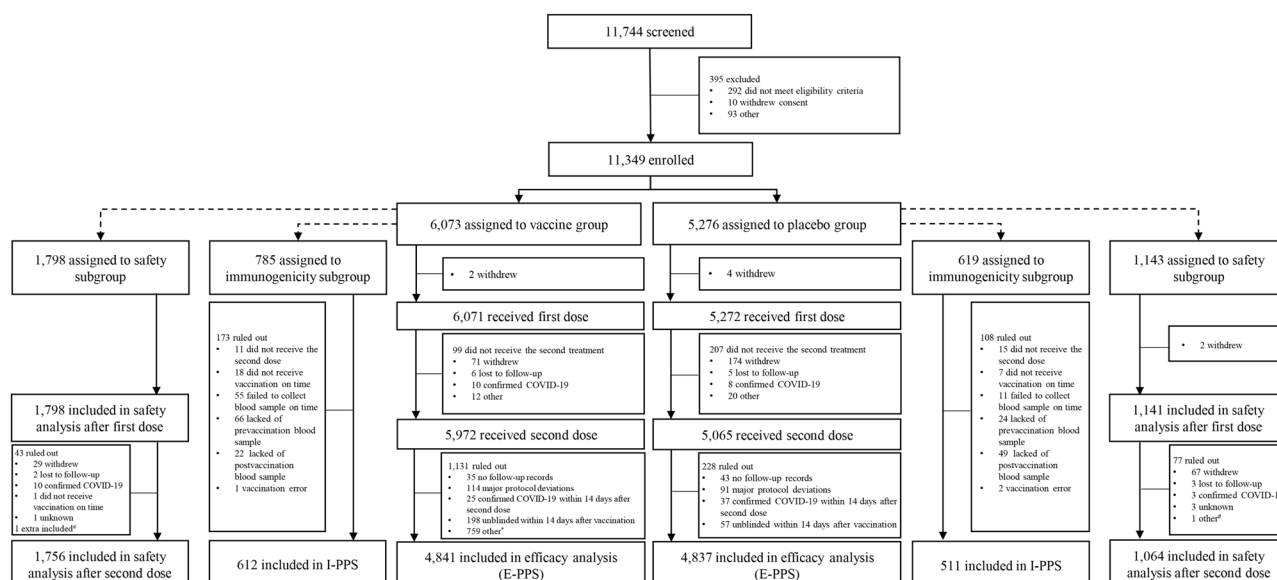 11,744 screened
395 excluded
• 292 did not meet eligibility criteria
• 10 withdrew consent
• 93 other
11,349 enrolled
6,073 assigned to vaccine group
5,276 assigned to placebo group
1,798 assigned to safety
subgroup
785 assigned to
immunogenicity subgroup
• 2 withdrew
• 4 withdrew
619 assigned to
immunogenicity subgroup
1,143 assigned to safety
subgroup
6,071 received first dose
5,272 received first dose
173 ruled out
• 11 did not receive the
second dose
• 18 did not receive
vaccination on time
• 55 failed to collect
blood sample on time
• 66 lacked of
prevaccination blood
sample
• 22 lacked of
postvaccination
blood sample
• 1 vaccination error
99 did not receive the second treatment
• 71 withdrew
• 6 lost to follow-up
• 10 confirmed COVID-19
• 12 other
207 did not receive the second treatment
• 174 withdrew
• 5 lost to follow-up
• 8 confirmed COVID-19
• 20 other
108 ruled out
• 15 did not receive the
second dose
• 7 did not receive
vaccination on time
• 11 failed to collect
blood sample on time
• 24 lacked of
prevaccination blood
sample
• 49 lacked of
postvaccination
blood sample
• 2 vaccination error
• 2 withdrew
1,798 included in safety
analysis after first dose
5,972 received second dose
5,065 received second dose
1,141 included in safety
analysis after first dose
43 ruled out
• 29 withdrew
• 2 lost to follow-up
• 10 confirmed COVID-19
• 1 did not receive
vaccination on time
• 1 unknown
1 extra included#
1,131 ruled out
• 35 no follow-up records
• 114 major protocol deviations
• 25 confirmed COVID-19 within 14 days after
second dose
• 198 unblinded within 14 days after vaccination
• 759 other*
228 ruled out
• 43 no follow-up records
• 91 major protocol deviations
• 37 confirmed COVID-19 within 14 days after
second dose
• 57 unblinded within 14 days after vaccination
77 ruled out
• 67 withdrew
• 3 lost to follow-up
• 3 confirmed COVID-19
• 3 unknown
• 1 other#
1,756 included in safety
analysis after second dose
612 included in I-PPS
4,841 included in efficacy analysis
(E-PPS)
4,837 included in efficacy analysis
(E-PPS)
511 included in I-PPS
1,064 included in safety
analysis after second dose